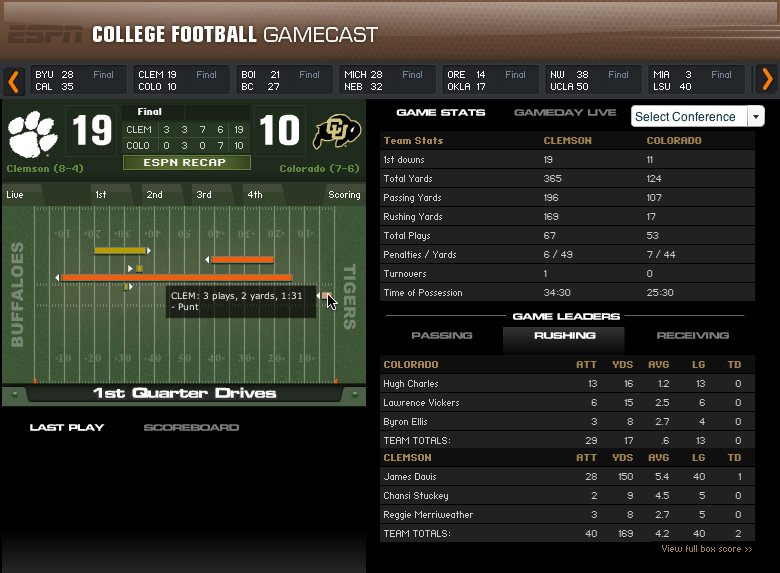 ESPN COLLEGE FOOTBALL GAMECAST
BYU 28 Final
CAL 35
CLEM 19 Final
COLO 10
BOI 21 Final
BC 27
MICH 28 Final
NEB 32
ORE 14 Final
OKLA 17
NW 38 Final
UCLA 50
MIA 3 Final
LSU 40
19
Final
CLEM 3 3 7 6 19
COLO 0 3 0 7 10
ESPN RECAP
10
CU
Clemson (8-4)
Colorado (7-6)
Live 1st 2nd 3rd 4th Scoring
BUFFALOES
TIGERS
CLEM: 3 plays, 2 yards, 1:31
- Punt
-10 -20 -30 -40 50 40- 30- 20- 10-
1st Quarter Drives
LAST PLAY SCOREBOARD
GAME STATS GAMEDAY LIVE Select Conference
Team Stats CLEMSON COLORADO
1st downs 19 11
Total Yards 365 124
Passing Yards 196 107
Rushing Yards 169 17
Total Plays 67 53
Penalties / Yards 6 / 49 7 / 44
Turnouers 1 0
Time of Possession 34:30 25:30
GAME LEADERS
PASSING RUSHING RECEIVING
COLORADO ATT YDS AVG LG TD
Hugh Charles 13 16 1.2 13 0
Lawrence Vickers 6 15 2.5 6 0
Byron Ellis 3 8 2.7 4 0
TEAM TOTALS: 29 17 .6 13 0
CLEMSON ATT YDS AVG LG TD
James Davis 28 150 5.4 40 1
Chansi Stuckey 2 9 4.5 5 0
Reggie Merriweather 3 8 2.7 5 0
TEAM TOTALS: 40 169 4.2 40 2
View full box score >>